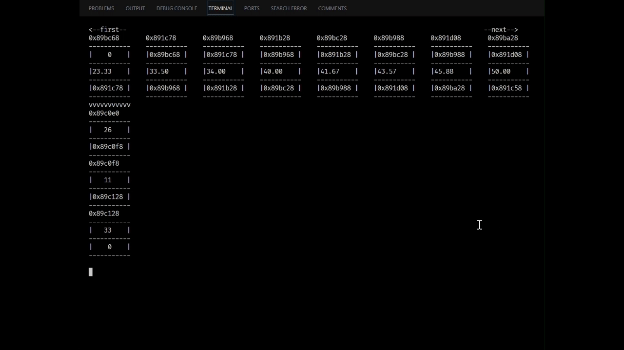 PROBLEMS OUTPUT DEBUG CONSOLE TERMINAL PORTS SEARCH ERROR COMMENTS
<--first-- --next-->
0x89bc68 0x891c78 0x89b968 0x891b28 0x89bc28 0x89b988 0x891d08 0x89ba28
----------- ----------- ----------- ----------- ----------- ----------- ----------- -----------
| 0 | |0x89bc68 | |0x891c78 | |0x89b968 | |0x891b28 | |0x89bc28 | |0x89b988 | |0x891d08 |
----------- ----------- ----------- ----------- ----------- ----------- ----------- -----------
|23.33 | |33.50 | |34.00 | |40.00 | |41.67 | |43.57 | |45.88 | |50.00 |
----------- ----------- ----------- ----------- ----------- ----------- ----------- -----------
|0x891c78 | |0x89b968 | |0x891b28 | |0x89bc28 | |0x89b988 | |0x891d08 | |0x89ba28 | |0x891c58 |
----------- ----------- ----------- ----------- ----------- ----------- ----------- -----------
vvvvvvvvvvv
0x89c0e0
-----------
| 26 |
-----------
|0x89c0f8 |
-----------
0x89c0f8
-----------
| 11 |
-----------
|0x89c128 |
-----------
0x89c128
-----------
| 33 |
-----------
| 0 |
-----------